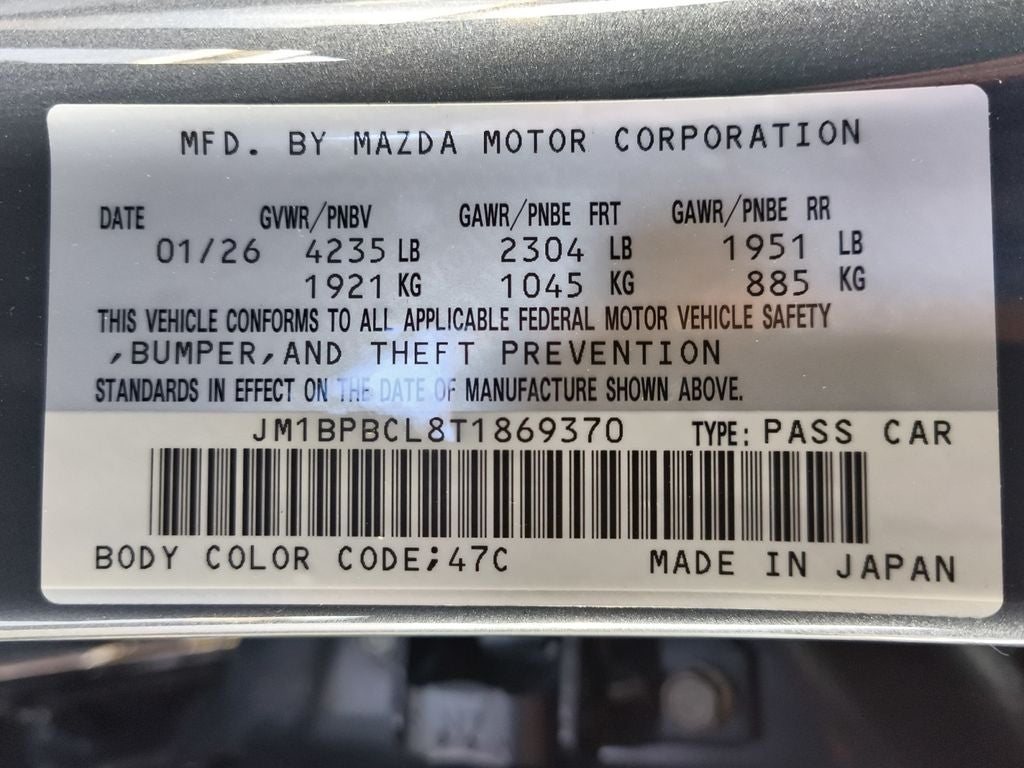 MFD. BY MAZDA MOTOR CORPORATION
DATE GVWR/PNBV GAWR/PNBE FRT GAWR/PNBE RR
01/26 4235 LB 2304 LB 1951 LB
1921 KG 1045 KG 885 KG
THIS VEHICLE CONFORMS TO ALL APPLICABLE FEDERAL MOTOR VEHICLE SAFETY
,BUMPER,AND THEFT PREVENTION
STANDARDS IN EFFECT ON THE DATE OF MANUFACTURE SHOWN ABOVE.
JM1BPBCL8T1869370 TYPE: PASS CAR
BODY COLOR CODE;47C MADE IN JAPAN